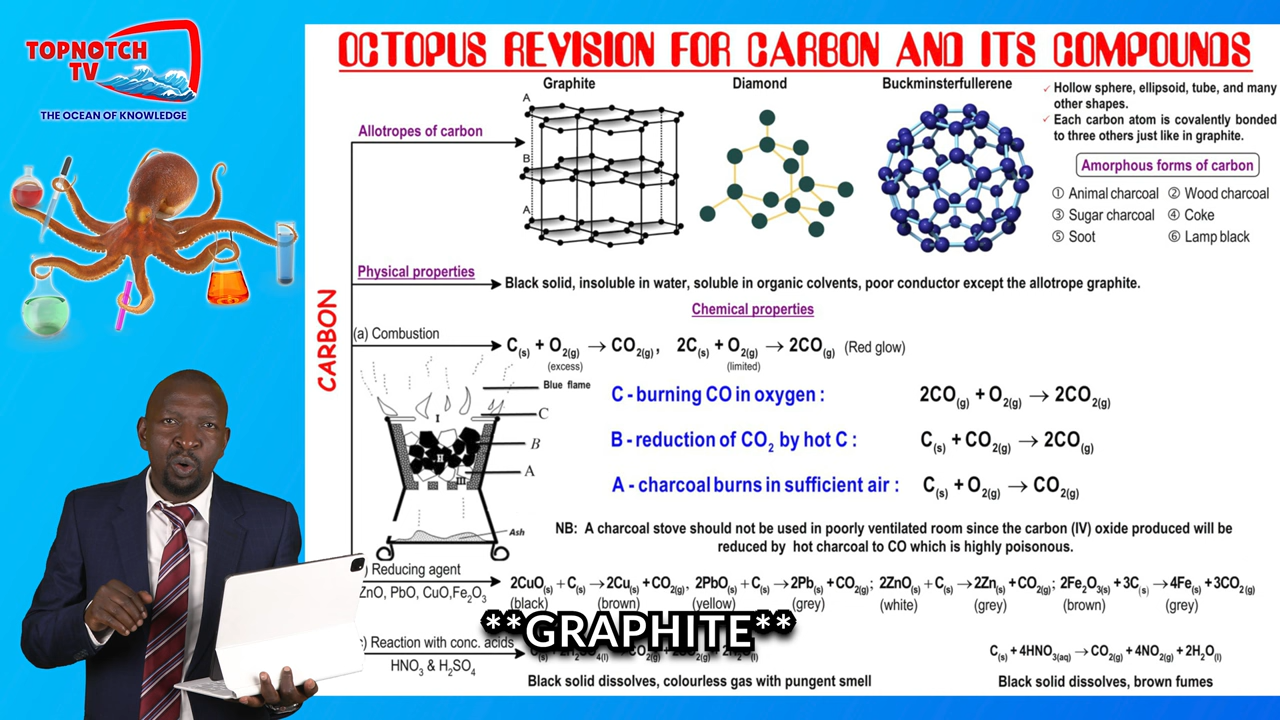 TOPNOTCH
TV
THE OCEAN OF KNOWLEDGE
OCTOPUS REVISION FOR CARBON AND ITS COMPOUNDS
Graphite
Diamond
Buckminsterfullerene
A
B
A
✓ Hollow sphere, ellipsoid, tube, and many
other shapes.
✓ Each carbon atom is covalently bonded
to three others just like in graphite.
Allotropes of carbon
Amorphous forms of carbon
① Animal charcoal ② Wood charcoal
③ Sugar charcoal ④ Coke
⑤ Soot ⑥ Lamp black
CARBON
Physical properties
Black solid, insoluble in water, soluble in organic colvents, poor conductor except the allotrope graphite.
Chemical properties
(a) Combustion
C(s) + O2(g) → CO2(g), 2C(s) + O2(g) → 2CO(g) (Red glow)
(excess) (limited)
Blue flame
I
C
B
II
A
III
Ash
C - burning CO in oxygen : 2CO(g) + O2(g) → 2CO2(g)
B - reduction of CO2 by hot C : C(s) + CO2(g) → 2CO(g)
A - charcoal burns in sufficient air : C(s) + O2(g) → CO2(g)
NB: A charcoal stove should not be used in poorly ventilated room since the carbon (IV) oxide produced will be
reduced by hot charcoal to CO which is highly poisonous.
) Reducing agent
ZnO, PbO, CuO,Fe2O3
2CuO(s) + C(s) → 2Cu(s) + CO2(g), 2PbO(s) + C(s) → 2Pb(s) + CO2(g); 2ZnO(s) + C(s) → 2Zn(s) + CO2(g); 2Fe2O3(s) + 3C(s) → 4Fe(s) + 3CO2(g)
(black) (brown) (yellow) (grey) (white) (grey) (brown) (grey)
**GRAPHITE**
) Reaction with conc. acids
HNO3 & H2SO4
C(s) + 4HNO3(aq) → CO2(g) + 4NO2(g) + 2H2O(l)
Black solid dissolves, colourless gas with pungent smell
Black solid dissolves, brown fumes